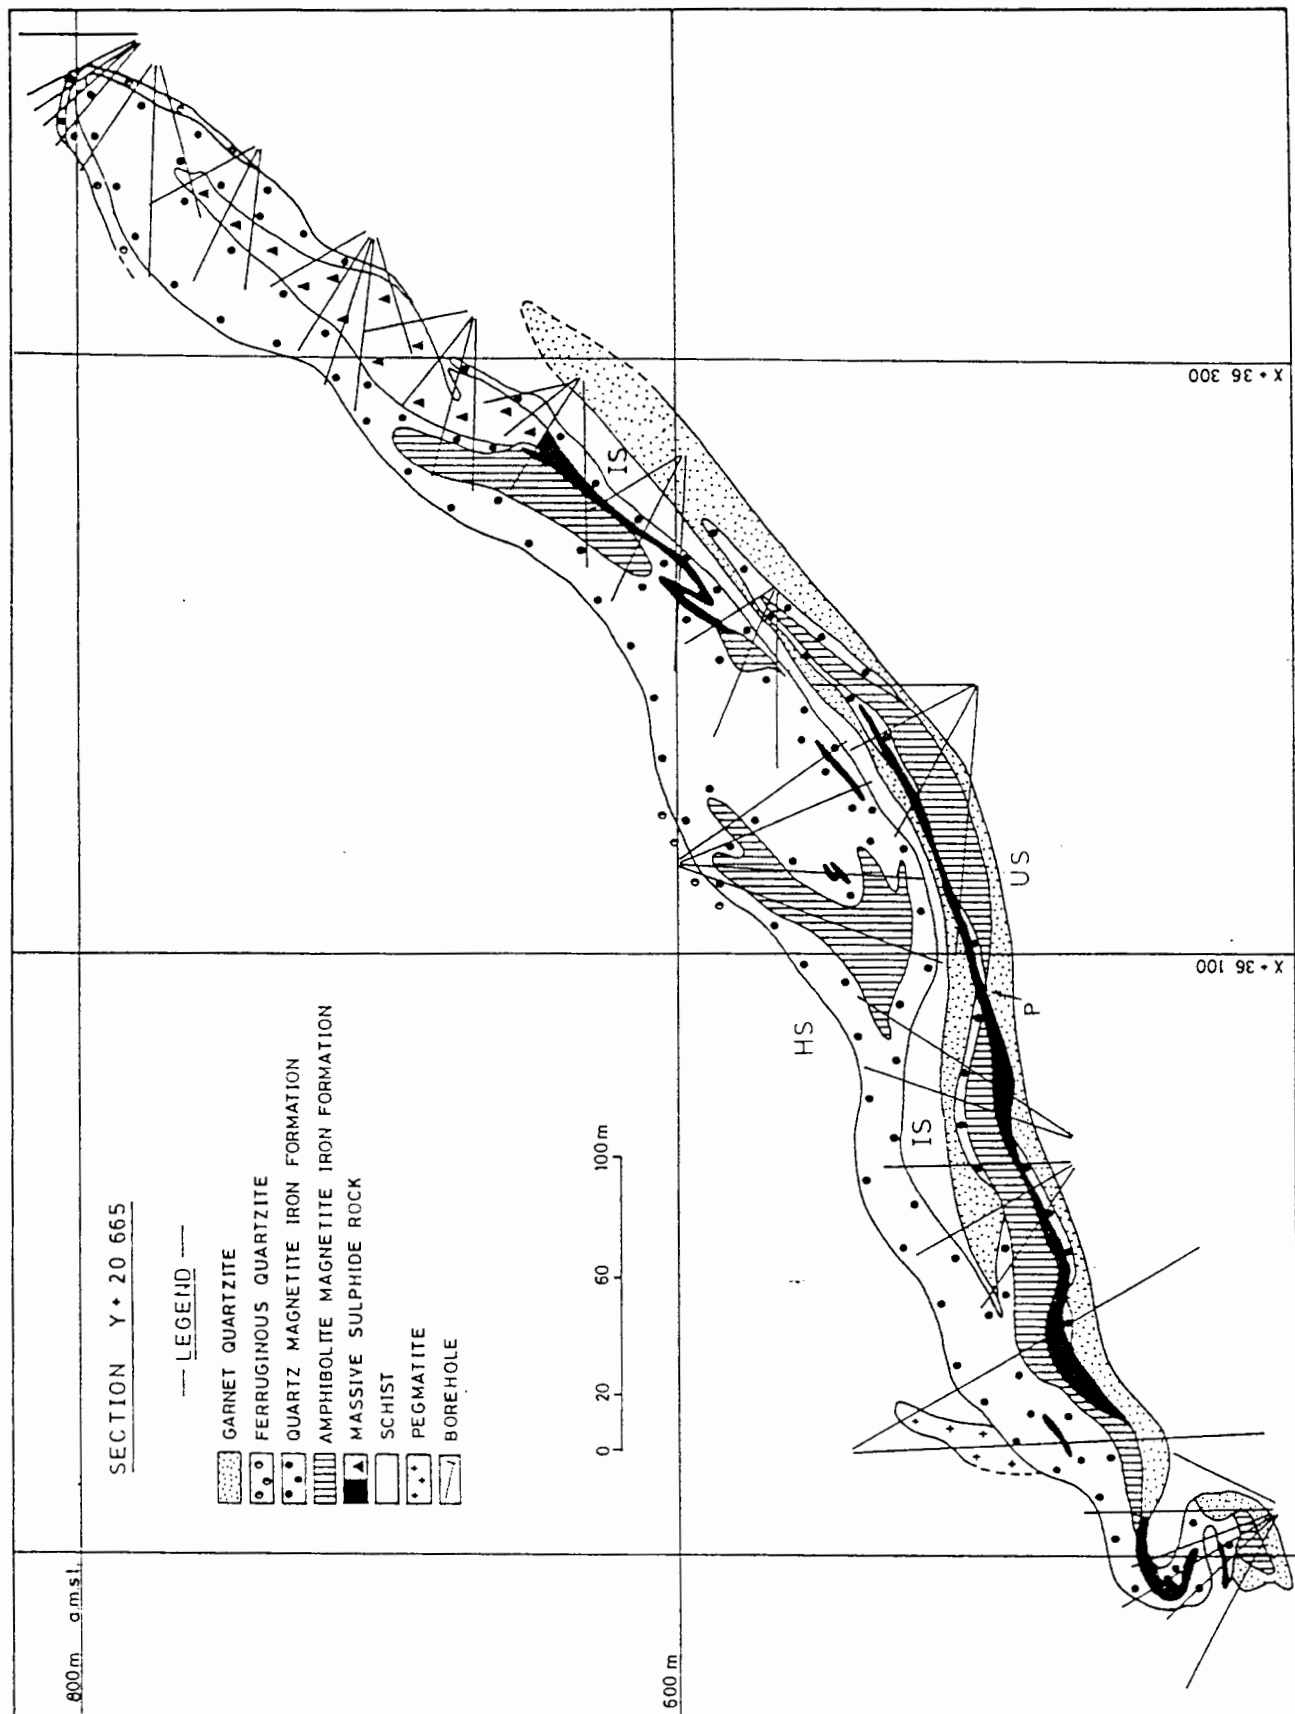 SECTION Y + 20 665
LEGEND
GARNET QUARTZITE
FERRUGINOUS QUARTZITE
QUARTZ MAGNETITE IRON FORMATION
AMPHIBOLITE MAGNETITE IRON FORMATION
MASSIVE SULPHIDE ROCK
SCHIST
PEGMATITE
BOREHOLE
0 20 60 100m
800m a.m.s.l.
600 m
X + 36 300
X + 36 100
IS
US
HS
P
IS